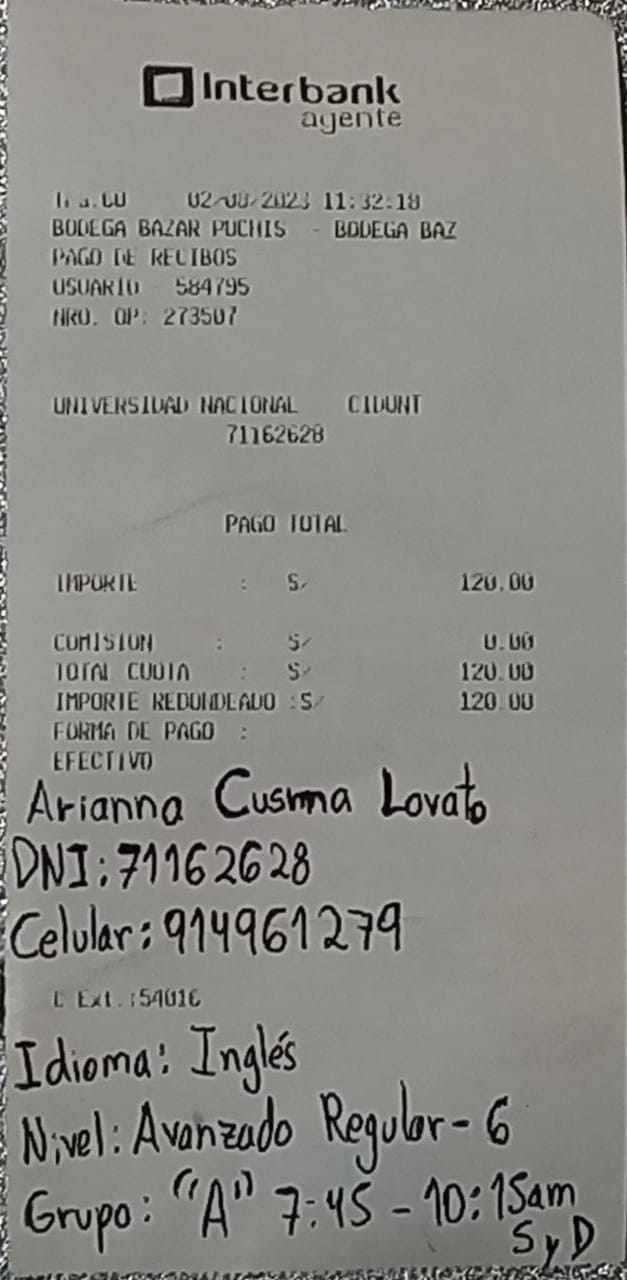 Interbank
agente
02/08/2023 11:32:18
BODEGA BAZAR PUCHIS - BODEGA BAZ
PAGO DE RECIBOS
USUARIO 584795
NRO. OP: 273507
UNIVERSIDAD NACIONAL CIDUNT
71162628
PAGO TOTAL
IMPORTE : S/ 120.00
COMISION : S/ 0.00
TOTAL CUOTA : S/ 120.00
IMPORTE REDONDEADO :S/ 120.00
FORMA DE PAGO :
EFECTIVO
Arianna Cusma Lovato
DNI: 71162628
Celular: 914961279
Ext.:54016
Idioma: Inglés
Nivel: Avanzado Regular - 6
Grupo: "A" 7:45 - 10:15am
S y D